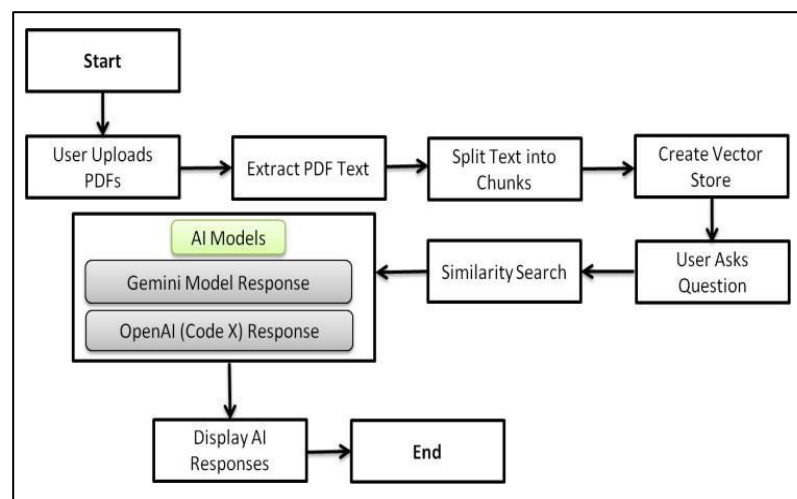 Start
User Uploads
PDFs
Extract PDF Text
Split Text into
Chunks
Create Vector
Store
User Asks
Question
Similarity Search
AI Models
Gemini Model Response
OpenAI (Code X) Response
Display AI
Responses
End